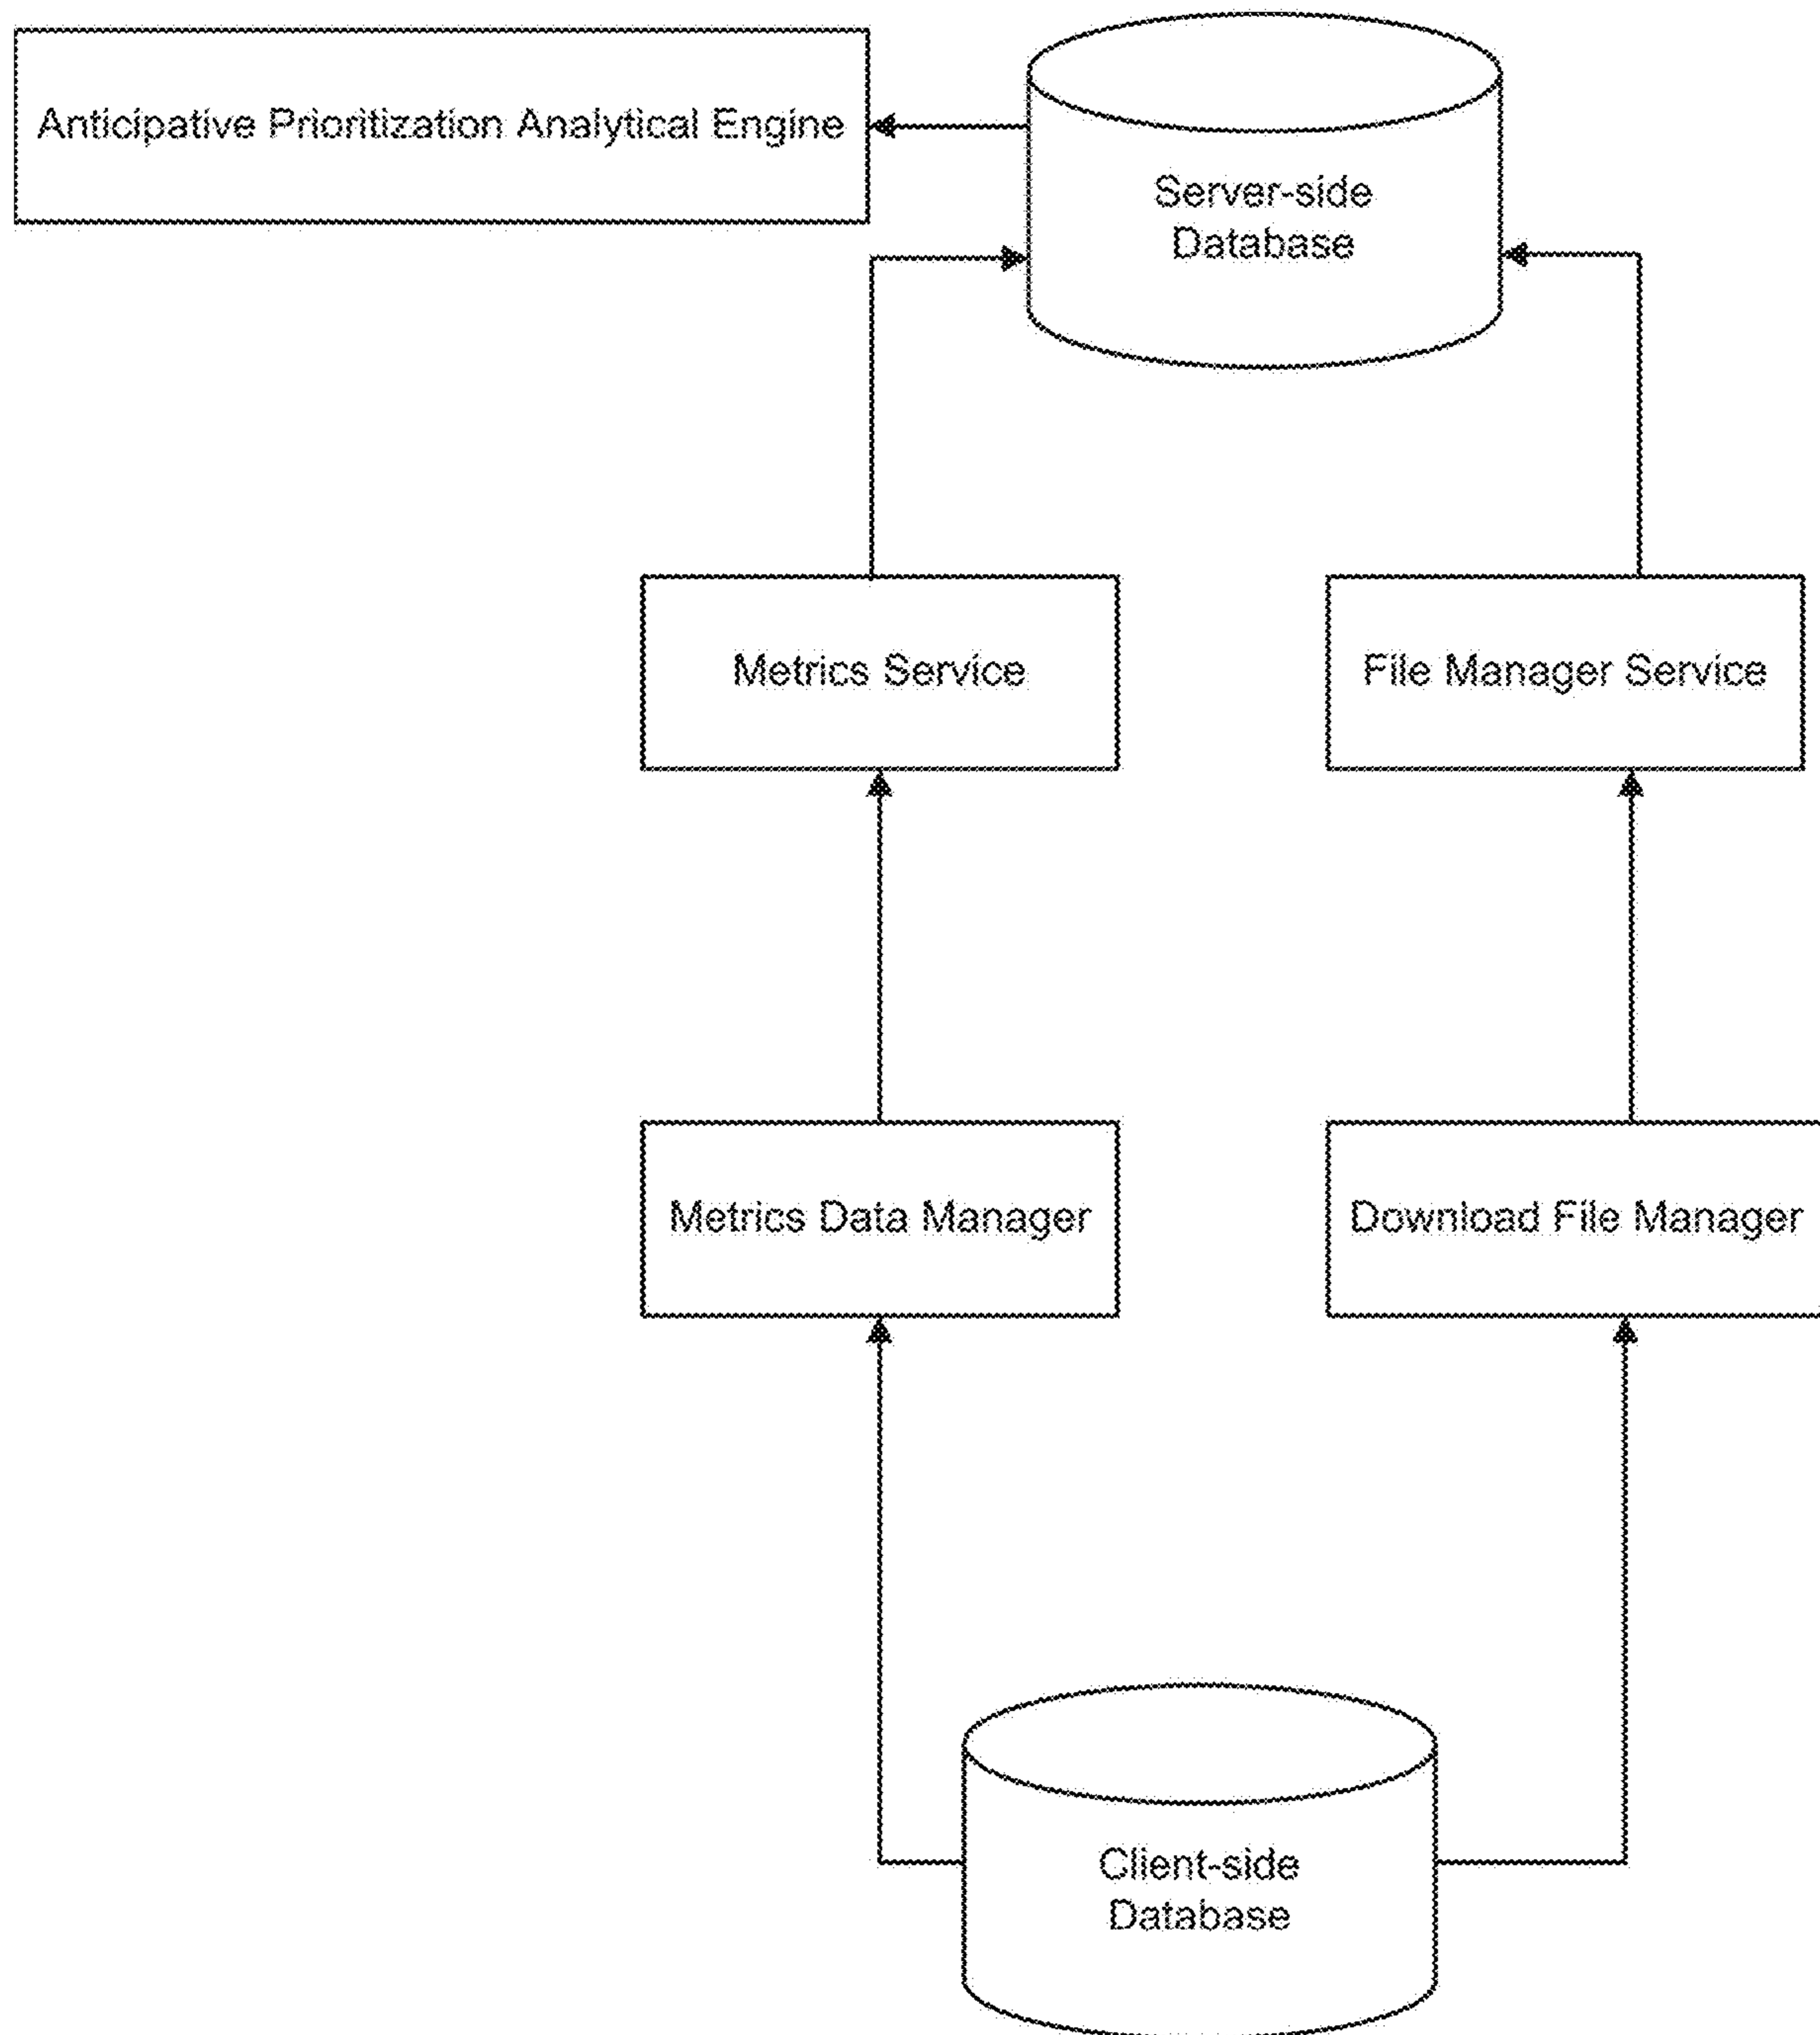 Anticipative Prioritization Analytical Engine
Server-side
Database
Metrics Service
File Manager Service
Metrics Data Manager
Download File Manager
Client-side
Database